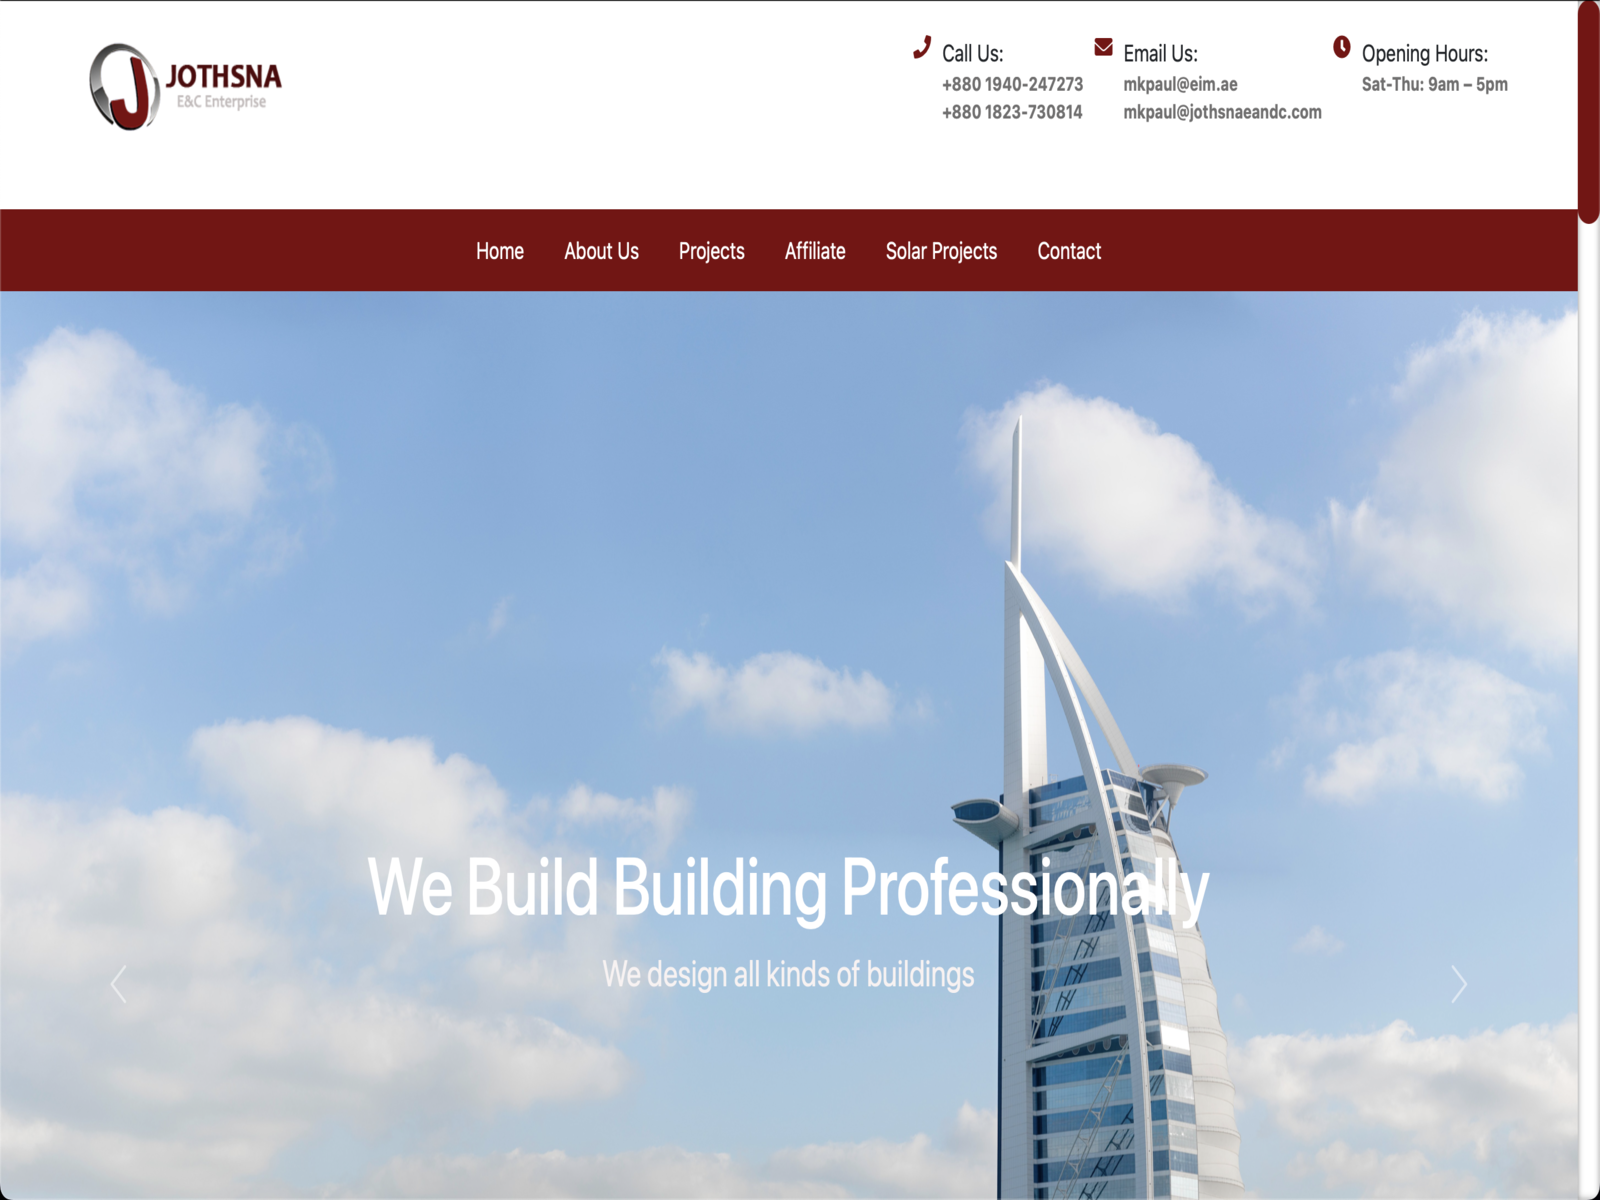 JOTHSNA
E&C Enterprise
Call Us:
+880 1940-247273
+880 1823-730814
Email Us:
mkpaul@eim.ae
mkpaul@jothsnaeandc.com
Opening Hours:
Sat-Thu: 9am – 5pm
Home About Us Projects Affiliate Solar Projects Contact
We Build Building Professionally
We design all kinds of buildings